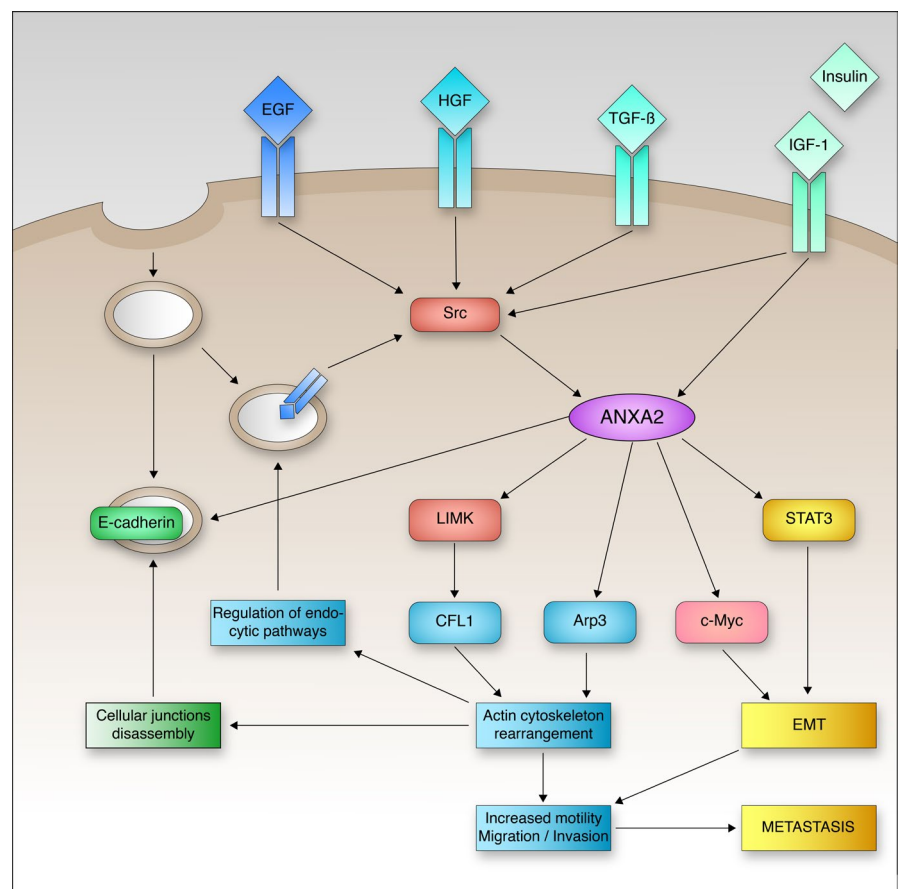 Insulin
EGF
HGF
TGF-ß
IGF-1
Src
ANXA2
E-cadherin
LIMK
STAT3
Regulation of endo-
cytic pathways
CFL1
Arp3
c-Myc
Cellular junctions
disassembly
Actin cytoskeleton
rearrangement
EMT
Increased motility
Migration / Invasion
METASTASIS